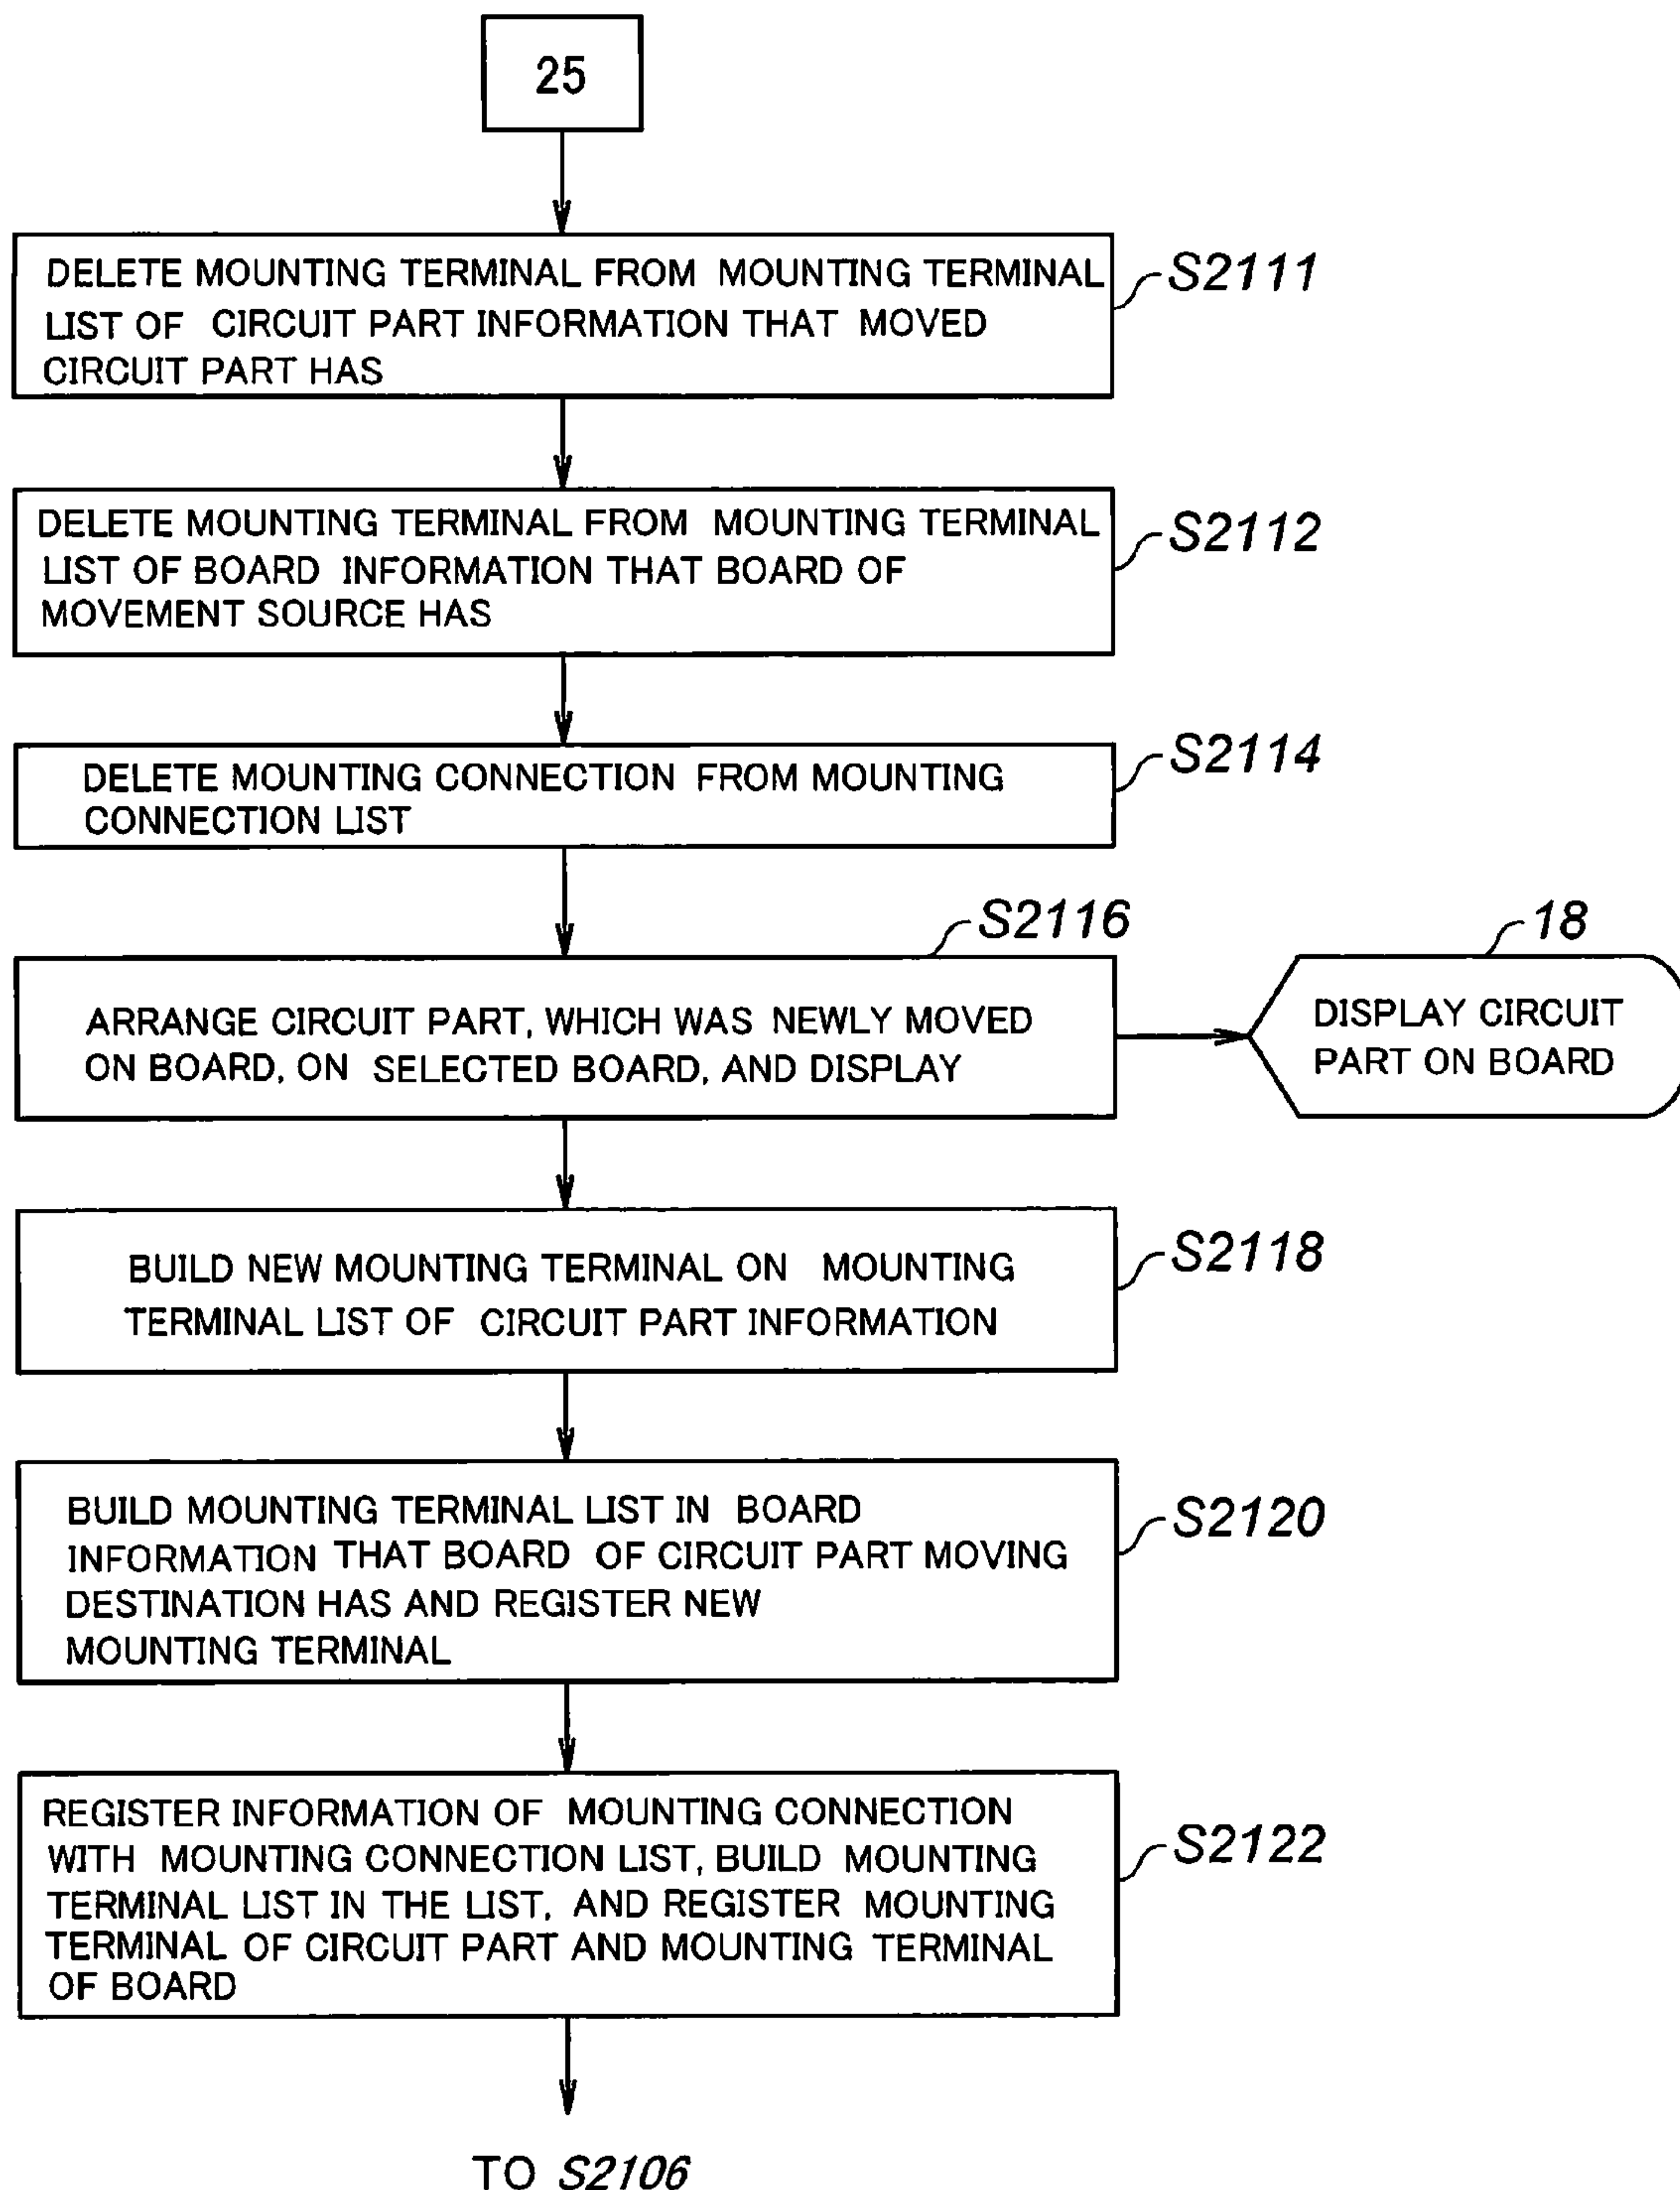 25
DELETE MOUNTING TERMINAL FROM MOUNTING TERMINAL
LIST OF CIRCUIT PART INFORMATION THAT MOVED
CIRCUIT PART HAS
S2111
DELETE MOUNTING TERMINAL FROM MOUNTING TERMINAL
LIST OF BOARD INFORMATION THAT BOARD OF
MOVEMENT SOURCE HAS
S2112
DELETE MOUNTING CONNECTION FROM MOUNTING
CONNECTION LIST
S2114
S2116
ARRANGE CIRCUIT PART, WHICH WAS NEWLY MOVED
ON BOARD, ON SELECTED BOARD, AND DISPLAY
18
DISPLAY CIRCUIT
PART ON BOARD
BUILD NEW MOUNTING TERMINAL ON MOUNTING
TERMINAL LIST OF CIRCUIT PART INFORMATION
S2118
BUILD MOUNTING TERMINAL LIST IN BOARD
INFORMATION THAT BOARD OF CIRCUIT PART MOVING
DESTINATION HAS AND REGISTER NEW
MOUNTING TERMINAL
S2120
REGISTER INFORMATION OF MOUNTING CONNECTION
WITH MOUNTING CONNECTION LIST, BUILD MOUNTING
TERMINAL LIST IN THE LIST, AND REGISTER MOUNTING
TERMINAL OF CIRCUIT PART AND MOUNTING TERMINAL
OF BOARD
S2122
TO S2106